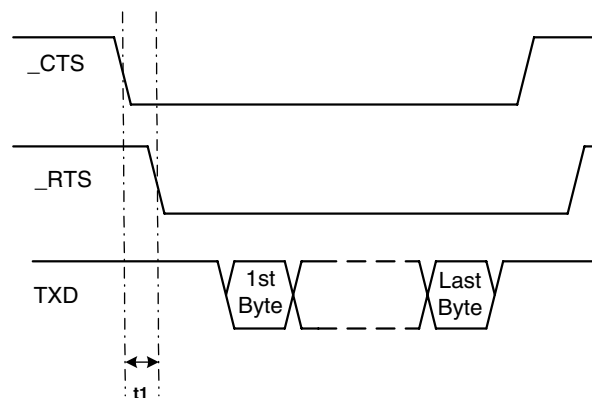 _CTS
_RTS
TXD
1st
Byte
Last
Byte
t1